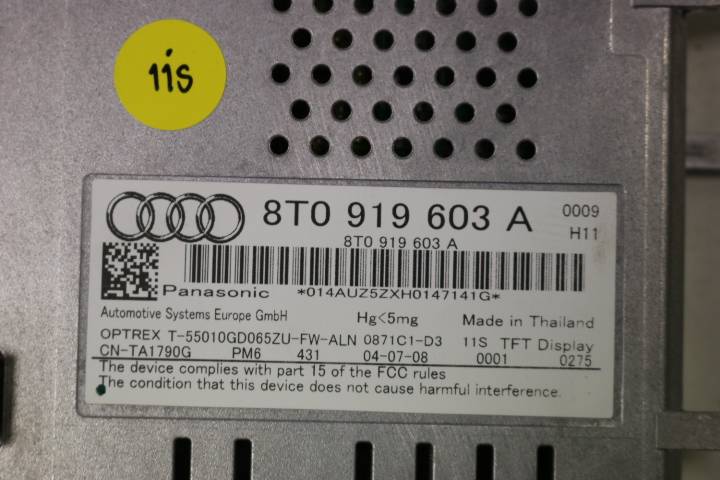 11S
8T0 919 603 A 0009
H11
8T0 919 603 A
Panasonic *014AUZ5ZXH0147141G*
Automotive Systems Europe GmbH Hg<5mg Made in Thailand
OPTREX T-55010GD065ZU-FW-ALN 0871C1-D3 11S TFT Display
CN-TA1790G PM6 431 04-07-08 0001 0275
The device complies with part 15 of the FCC rules
The condition that this device does not cause harmful interference.